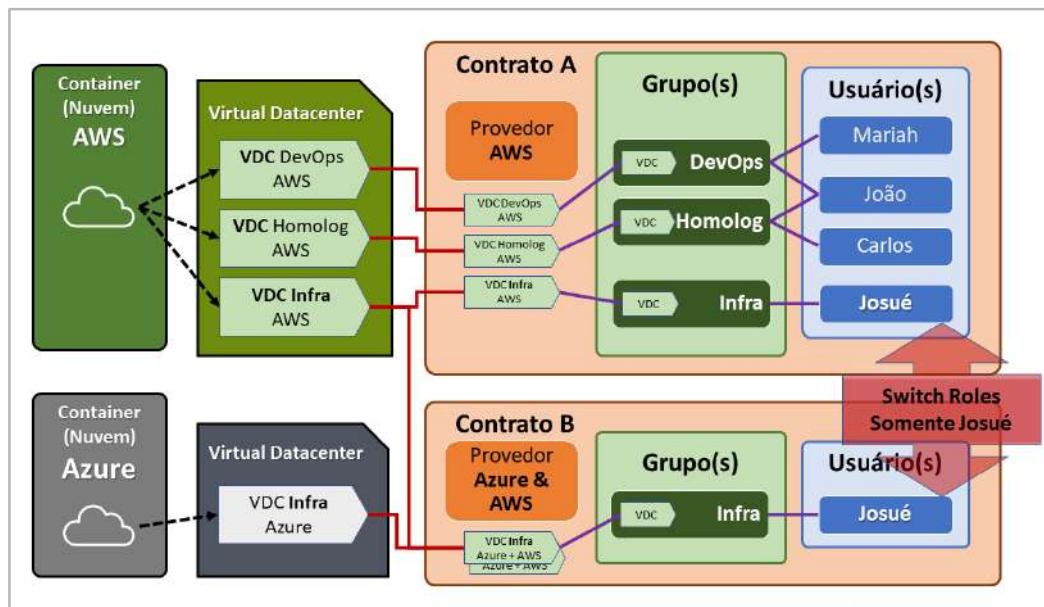 Container
(Nuvem)
AWS
Virtual Datacenter
VDC DevOps
AWS
VDC Homolog
AWS
VDC Infra
AWS
Contrato A
Provedor
AWS
VDC DevOps
AWS
VDC Homolog
AWS
VDC Infra
AWS
Grupo(s)
VDC
DevOps
VDC
Homolog
VDC
Infra
Usuário(s)
Mariah
João
Carlos
Josué
Switch Roles
Somente Josué
Container
(Nuvem)
Azure
Virtual Datacenter
VDC Infra
Azure
Contrato B
Provedor
Azure &
AWS
VDC Infra
Azure + AWS
Azure + AWS
Grupo(s)
VDC
Infra
Usuário(s)
Josué